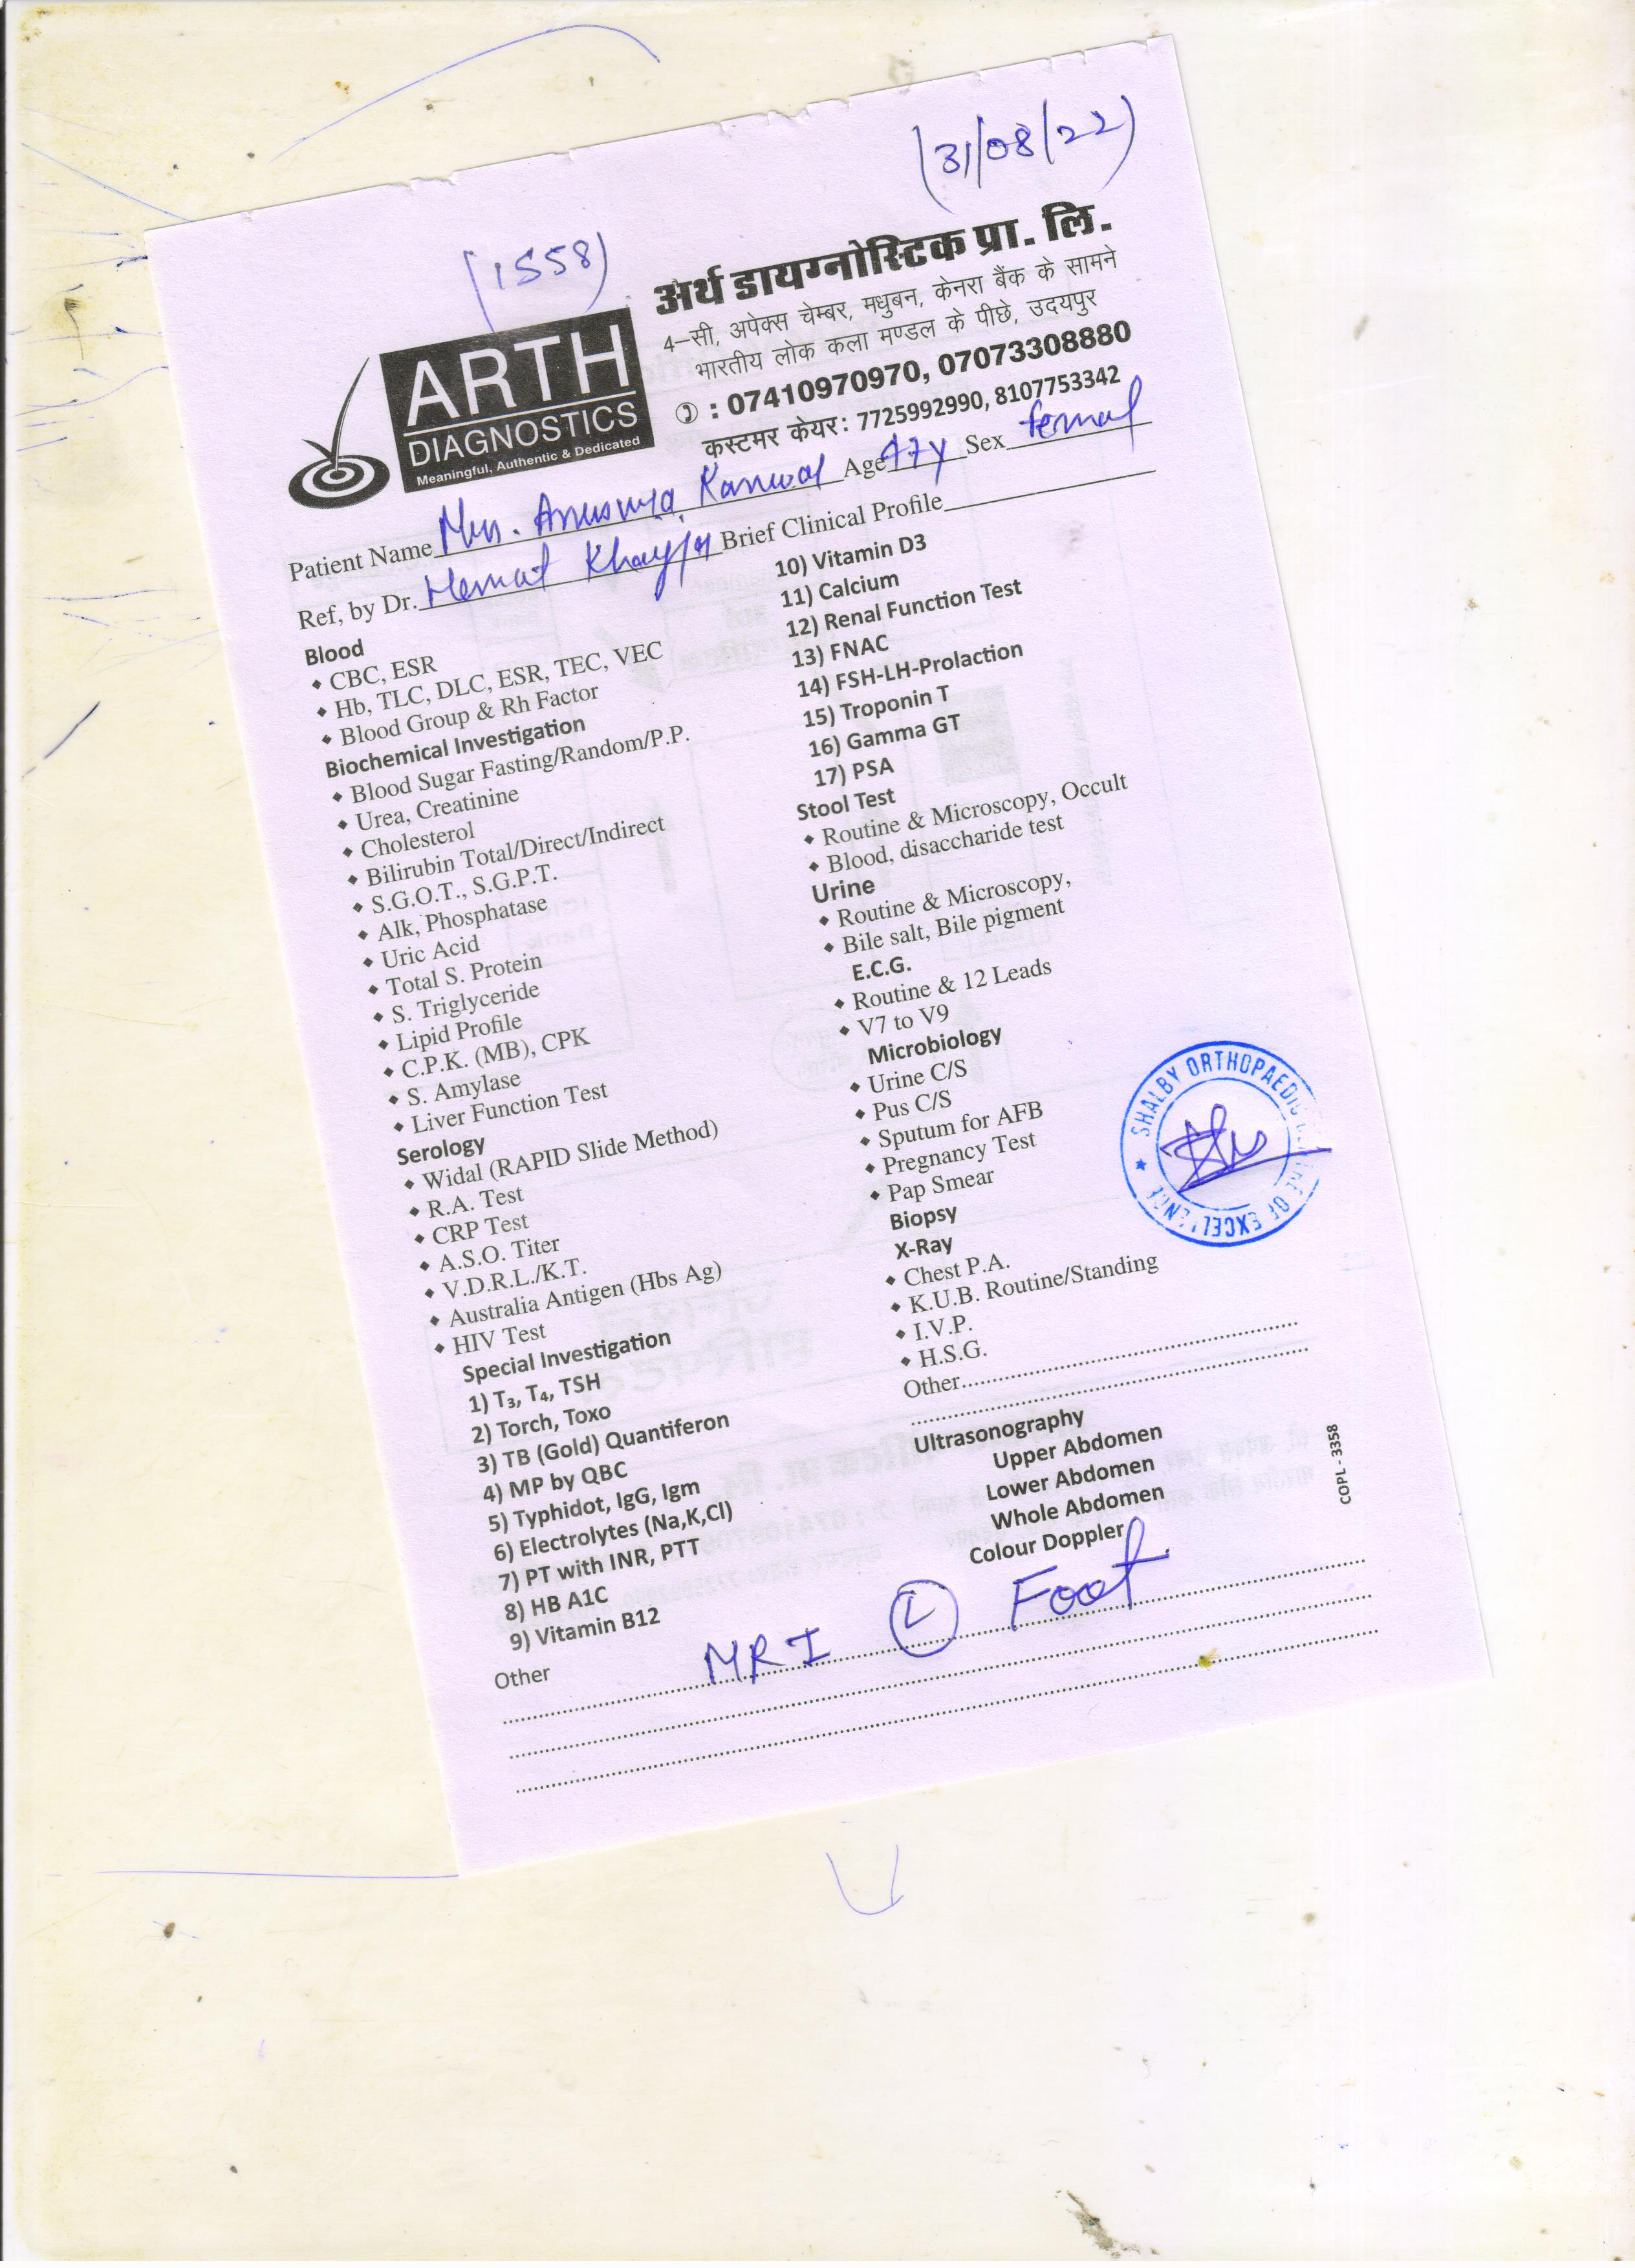 (31/08/22)
(1558)
अर्थ डायग्नोस्टिक प्रा. लि.
4–सी, अपेक्स चेम्बर, मधुबन, केनरा बैंक के सामने
भारतीय लोक कला मण्डल के पीछे, उदयपुर
: 07410970970, 07073308880
कस्टमर केयर: 7725992990, 8107753342
ARTH
DIAGNOSTICS
Meaningful, Authentic & Dedicated
Patient Name Mrs. Anuswya Kanwar Age 47y Sex femal
Ref, by Dr. Hemant Brief Clinical Profile
Blood
CBC, ESR
Hb, TLC, DLC, ESR, TEC, VEC
Blood Group & Rh Factor
Biochemical Investigation
Blood Sugar Fasting/Random/P.P.
Urea, Creatinine
Cholesterol
Bilirubin Total/Direct/Indirect
S.G.O.T., S.G.P.T.
Alk, Phosphatase
Uric Acid
Total S. Protein
S. Triglyceride
Lipid Profile
C.P.K. (MB), CPK
S. Amylase
Liver Function Test
Serology
Widal (RAPID Slide Method)
R.A. Test
CRP Test
A.S.O. Titer
V.D.R.L./K.T.
Australia Antigen (Hbs Ag)
HIV Test
Special Investigation
1) T₃, T₄, TSH
2) Torch, Toxo
3) TB (Gold) Quantiferon
4) MP by QBC
5) Typhidot, IgG, Igm
6) Electrolytes (Na,K,Cl)
7) PT with INR, PTT
8) HB A1C
9) Vitamin B12
10) Vitamin D3
11) Calcium
12) Renal Function Test
13) FNAC
14) FSH-LH-Prolaction
15) Troponin T
16) Gamma GT
17) PSA
Stool Test
Routine & Microscopy, Occult
Blood, disaccharide test
Urine
Routine & Microscopy,
Bile salt, Bile pigment
E.C.G.
Routine & 12 Leads
V7 to V9
Microbiology
Urine C/S
Pus C/S
Sputum for AFB
Pregnancy Test
Pap Smear
Biopsy
X-Ray
Chest P.A.
K.U.B. Routine/Standing
I.V.P.
H.S.G.
Other
SHALBY ORTHOPAEDIC CENTRE OF EXCELLENCE
Ultrasonography
Upper Abdomen
Lower Abdomen
Whole Abdomen
Colour Doppler
COPL - 3358
Other
MRI (L) Foot